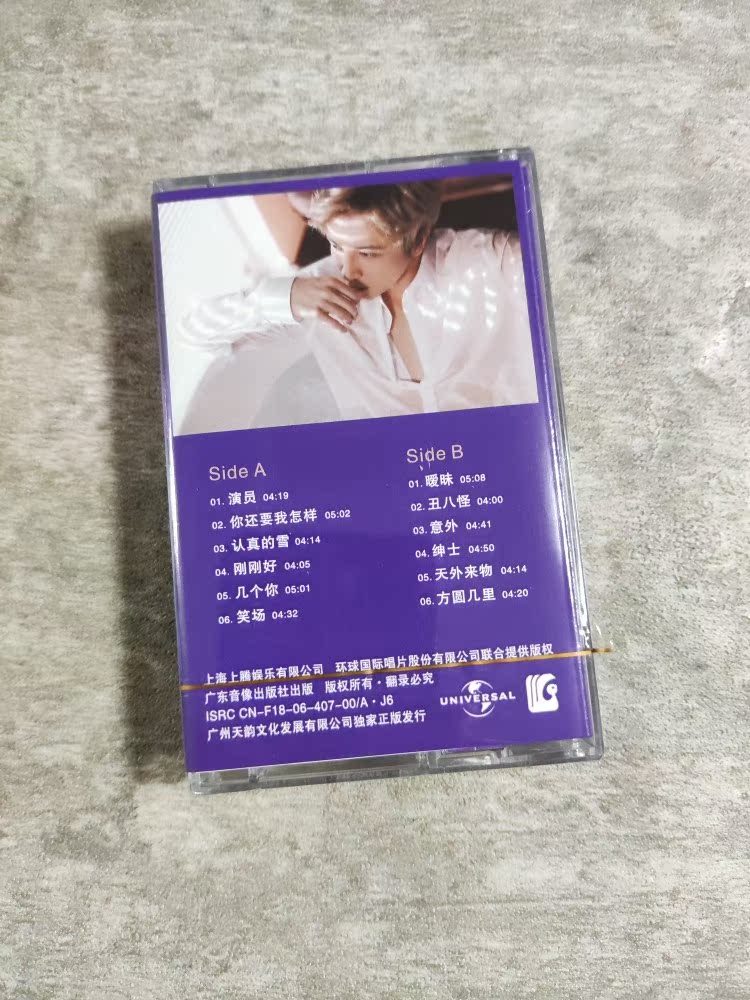 Side A
01. 演员 04:19
02. 你还要我怎样 05:02
03. 认真的雪 04:14
04. 刚刚好 04:05
05. 几个你 05:01
06. 笑场 04:32
Side B
01. 暧昧 05:08
02. 丑八怪 04:00
03. 意外 04:41
04. 绅士 04:50
05. 天外来物 04:14
06. 方圆几里 04:20
上海上腾娱乐有限公司 环球国际唱片股份有限公司联合提供版权
广东音像出版社出版 版权所有·翻录必究
ISRC CN-F18-06-407-00/A·J6
广州天韵文化发展有限公司独家正版发行
UNIVERSAL